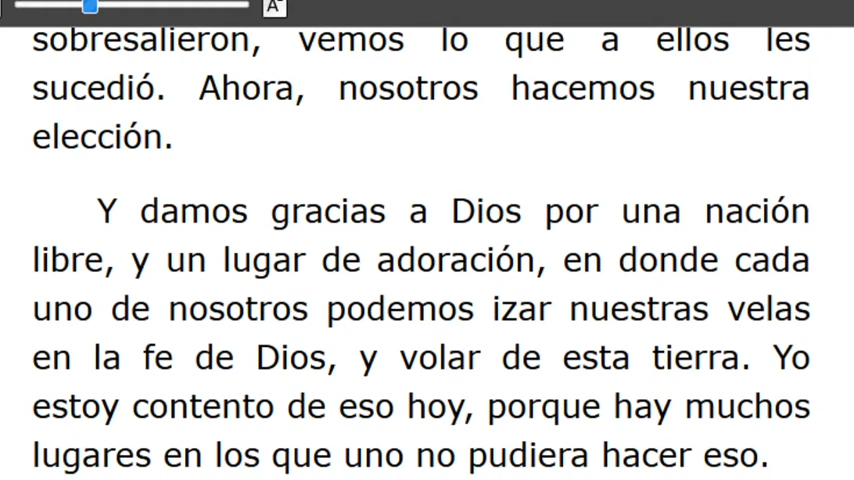 A
sobresalieron, vemos lo que a ellos les
sucedió. Ahora, nosotros hacemos nuestra
elección.
Y damos gracias a Dios por una nación
libre, y un lugar de adoración, en donde cada
uno de nosotros podemos izar nuestras velas
en la fe de Dios, y volar de esta tierra. Yo
estoy contento de eso hoy, porque hay muchos
lugares en los que uno no pudiera hacer eso.